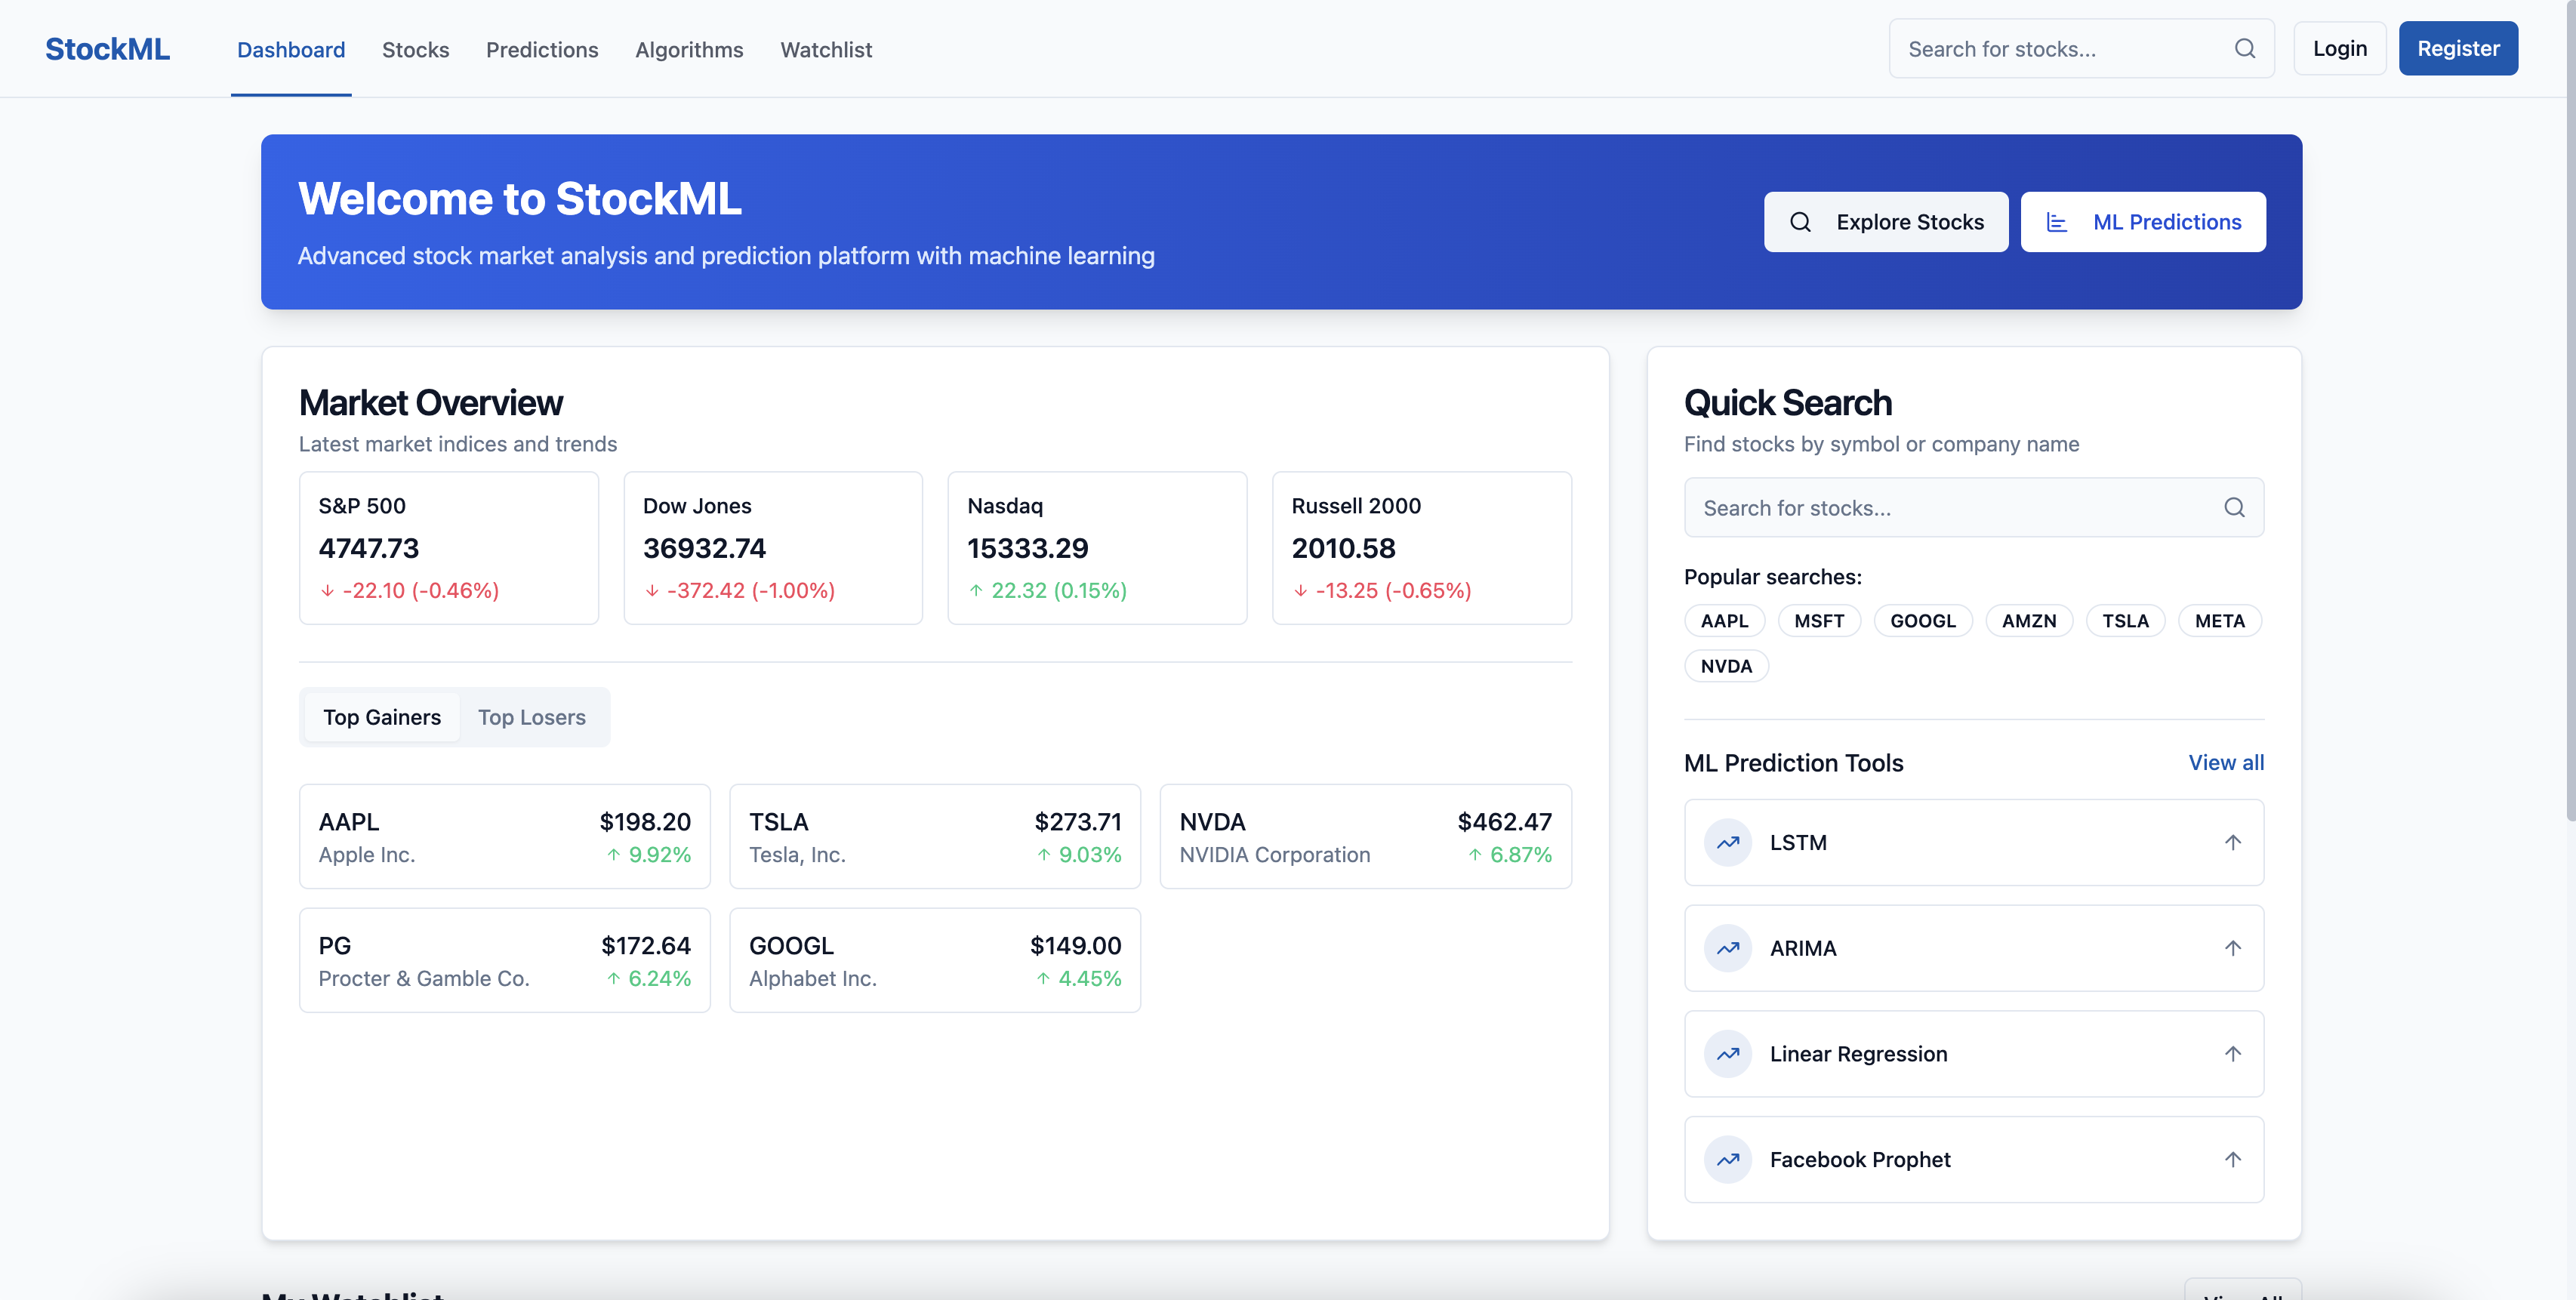 StockML
Dashboard
Stocks
Predictions
Algorithms
Watchlist
Search for stocks...
Login
Register
Welcome to StockML
Advanced stock market analysis and prediction platform with machine learning
Explore Stocks
ML Predictions
Market Overview
Latest market indices and trends
S&P 500
4747.73
↓ -22.10 (-0.46%)
Dow Jones
36932.74
↓ -372.42 (-1.00%)
Nasdaq
15333.29
↑ 22.32 (0.15%)
Russell 2000
2010.58
↓ -13.25 (-0.65%)
Top Gainers
Top Losers
AAPL $198.20
Apple Inc. ↑ 9.92%
TSLA $273.71
Tesla, Inc. ↑ 9.03%
NVDA $462.47
NVIDIA Corporation ↑ 6.87%
PG $172.64
Procter & Gamble Co. ↑ 6.24%
GOOGL $149.00
Alphabet Inc. ↑ 4.45%
Quick Search
Find stocks by symbol or company name
Search for stocks...
Popular searches:
AAPL MSFT GOOGL AMZN TSLA META
NVDA
ML Prediction Tools View all
LSTM
ARIMA
Linear Regression
Facebook Prophet
My Watchlist
View All